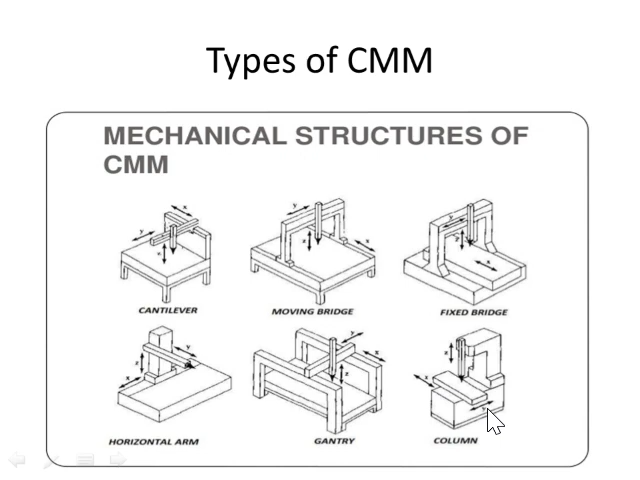 Types of CMM
MECHANICAL STRUCTURES OF
CMM
x
y
z
CANTILEVER
y
z
x
MOVING BRIDGE
y
z
x
FIXED BRIDGE
y
z
x
HORIZONTAL ARM
y
x
z
GANTRY
z
x
y
COLUMN